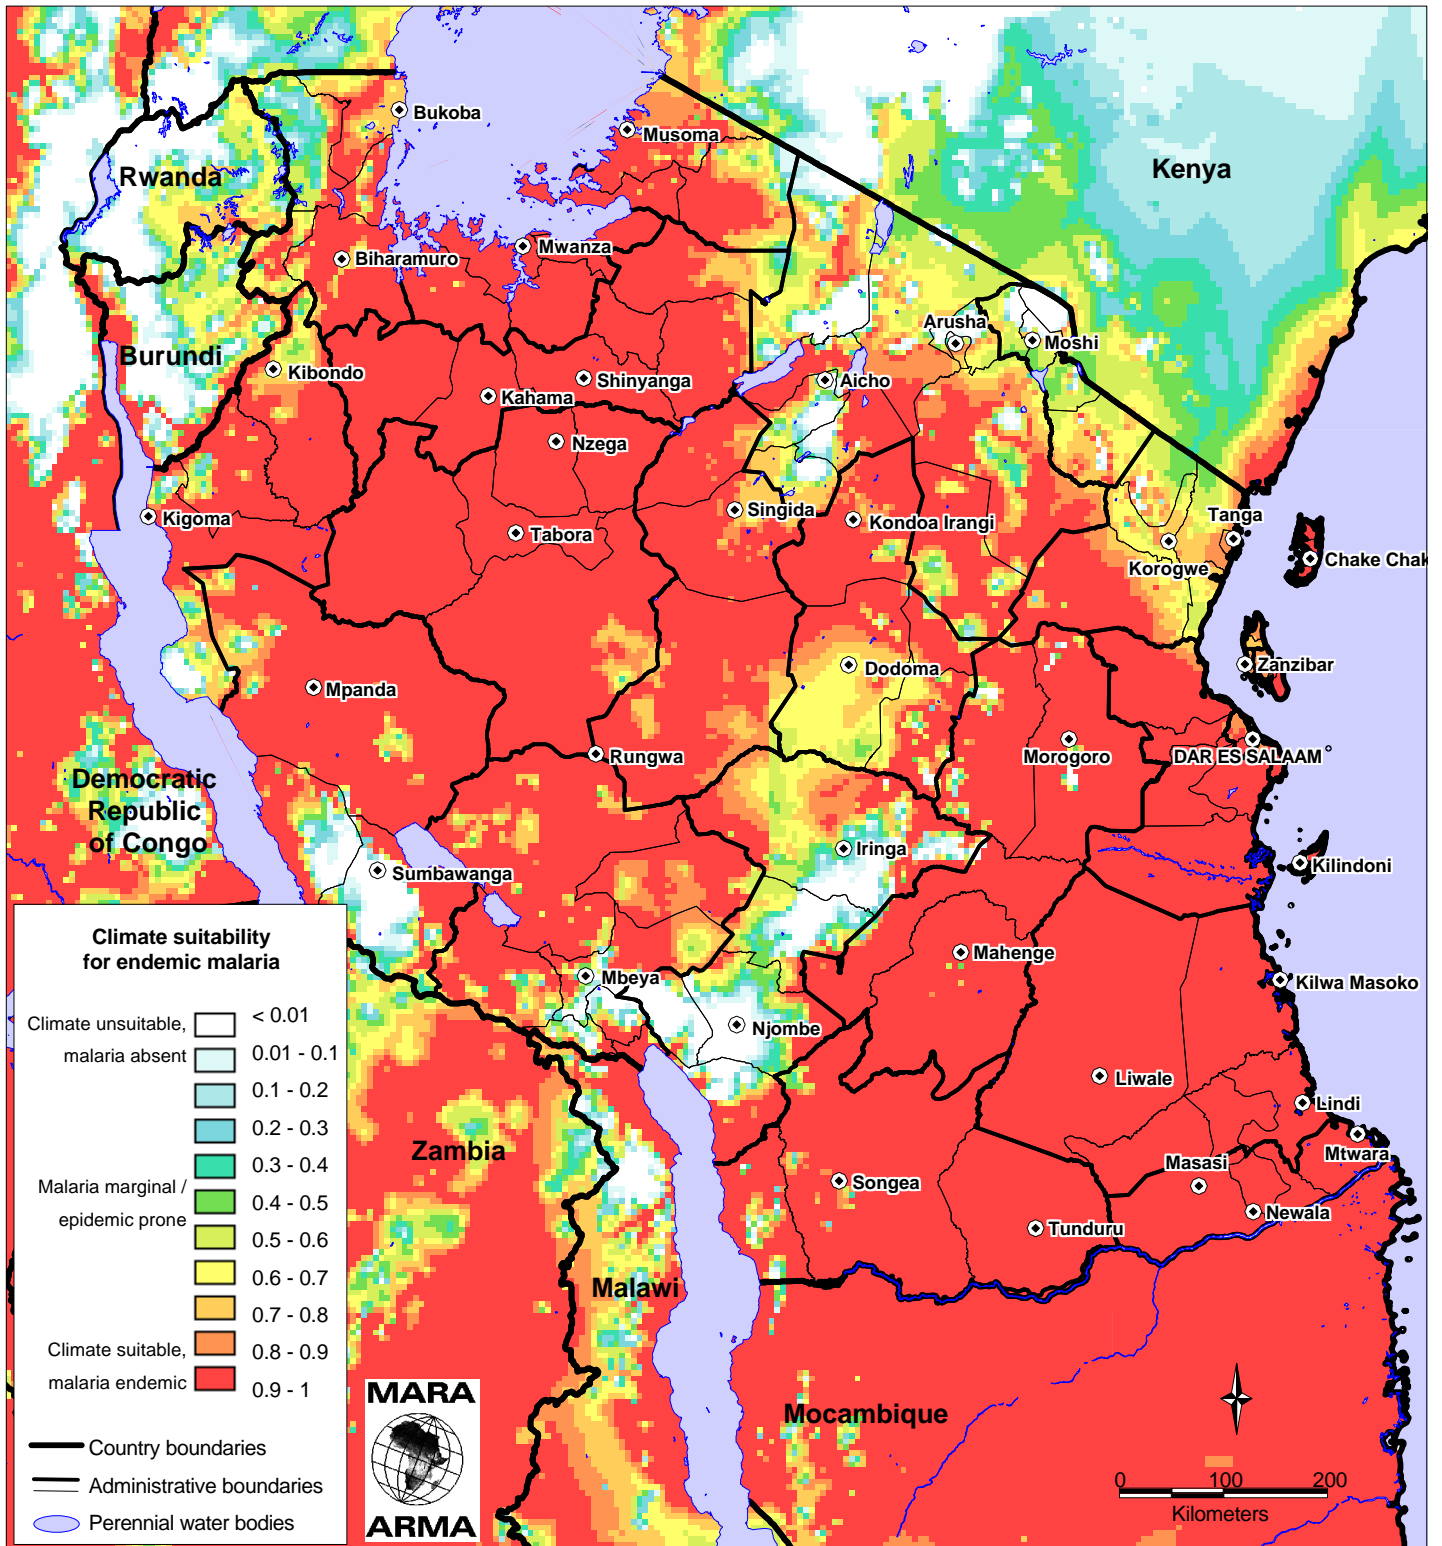 Bukoba
Musoma
Rwanda
Kenya
Mwanza
Biharamuro
Arusha
Moshi
Burundi
Kibondo
Shinyanga
Aicho
Kahama
Nzega
Singida
Kigoma
Kondoa Irangi
Tanga
Tabora
Korogwe
Chake Chak
Dodoma
Zanzibar
Mpanda
Rungwa
Morogoro
DAR ES SALAAM
Democratic
Republic
of Congo
Iringa
Sumbawanga
Kilindoni
Mahenge
Mbeya
Kilwa Masoko
Njombe
Liwale
Lindi
Zambia
Mtwara
Masasi
Songea
Newala
Tunduru
Malawi
Mocambique
Climate suitability
for endemic malaria
Climate unsuitable,
malaria absent
< 0.01
0.01 - 0.1
0.1 - 0.2
0.2 - 0.3
0.3 - 0.4
Malaria marginal /
epidemic prone
0.4 - 0.5
0.5 - 0.6
0.6 - 0.7
0.7 - 0.8
Climate suitable,
malaria endemic
0.8 - 0.9
0.9 - 1
Country boundaries
Administrative boundaries
Perennial water bodies
MARA
ARMA
0 100 200
Kilometers